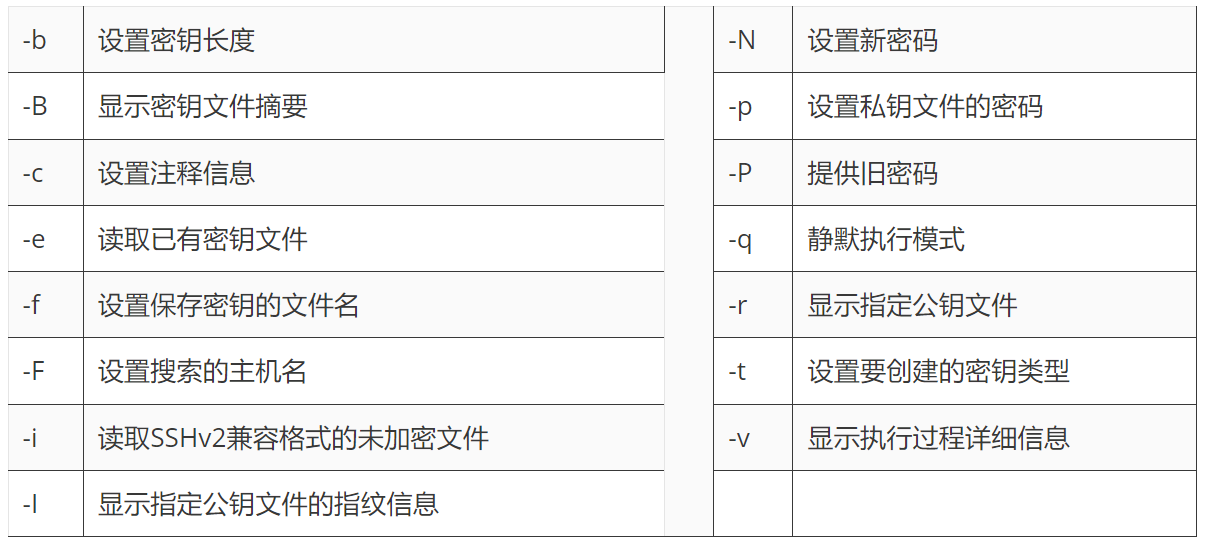 -b 设置密钥长度 -N 设置新密码
-B 显示密钥文件摘要 -p 设置私钥文件的密码
-c 设置注释信息 -P 提供旧密码
-e 读取已有密钥文件 -q 静默执行模式
-f 设置保存密钥的文件名 -r 显示指定公钥文件
-F 设置搜索的主机名 -t 设置要创建的密钥类型
-i 读取SSHv2兼容格式的未加密文件 -v 显示执行过程详细信息
-l 显示指定公钥文件的指纹信息